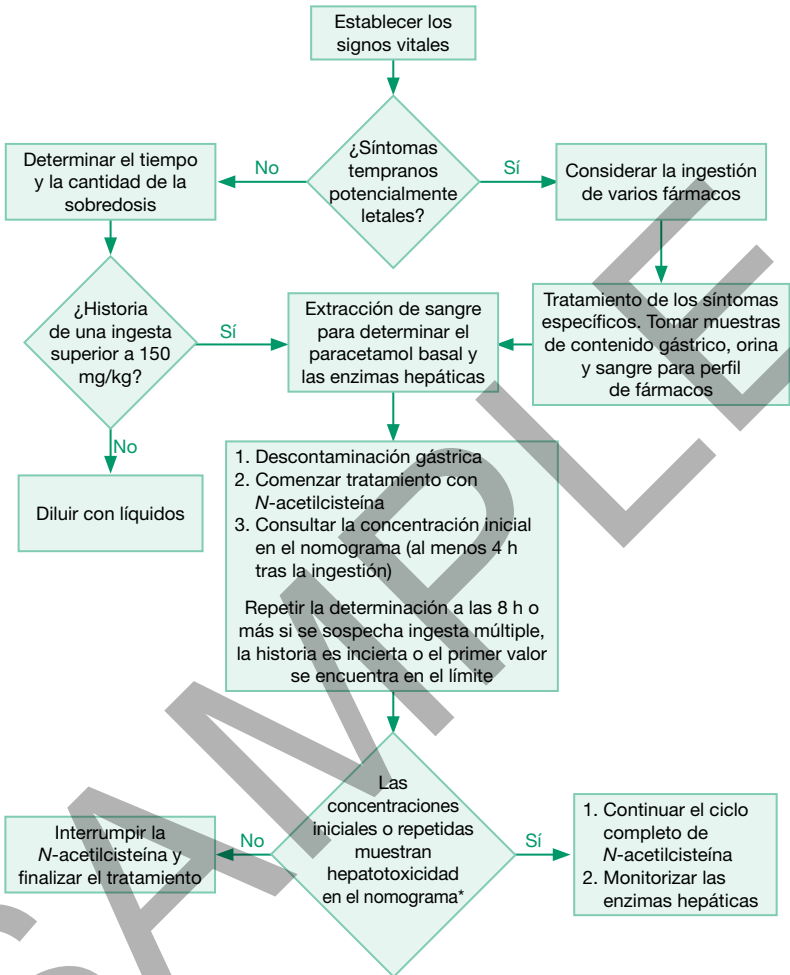 Establecer los
signos vitales
¿Síntomas
tempranos
potencialmente
letales?
No
Sí
Determinar el tiempo
y la cantidad de la
sobredosis
Considerar la ingestión
de varios fármacos
¿Historia
de una ingesta
superior a 150
mg/kg?
Sí
No
Extracción de sangre
para determinar el
paracetamol basal y
las enzimas hepáticas
Tratamiento de los síntomas
específicos. Tomar muestras
de contenido gástrico, orina
y sangre para perfil
de fármacos
Diluir con líquidos
1. Descontaminación gástrica
2. Comenzar tratamiento con
N-acetilcisteína
3. Consultar la concentración inicial
en el nomograma (al menos 4 h
tras la ingestión)
Repetir la determinación a las 8 h o
más si se sospecha ingesta múltiple,
la historia es incierta o el primer valor
se encuentra en el límite
Las
concentraciones
iniciales o repetidas
muestran
hepatotoxicidad
en el nomograma*
No
Sí
Interrumpir la
N-acetilcisteína y
finalizar el tratamiento
1. Continuar el ciclo
completo de
N-acetilcisteína
2. Monitorizar las
enzimas hepáticas
SAMPLE